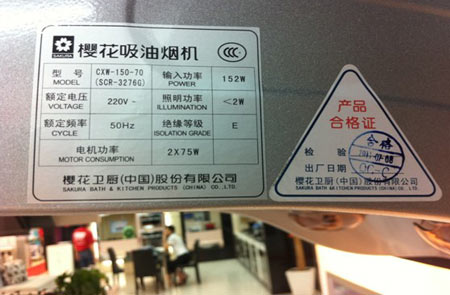 SAKURA
樱花吸油烟机
CCC
型 号 MODEL
CXW-150-70
(SCR-3276G)
输入功率 POWER
152W
额定电压 VOLTAGE
220V~
照明功率 ILLUMINATION
<2W
额定频率 CYCLE
50Hz
绝缘等级 ISOLATION GRADE
E
电机功率 MOTOR CONSUMPTION
2X75W
樱花卫厨(中国)股份有限公司
SAKURA BATH & KITCHEN PRODUCTS (CHINA) CO.,LTD.
产品
合格证
合格
检 验
出厂日期
樱花卫厨(中国)股份有限公司
SAKURA BATH & KITCHEN PRODUCTS (CHINA) CO.,LTD.